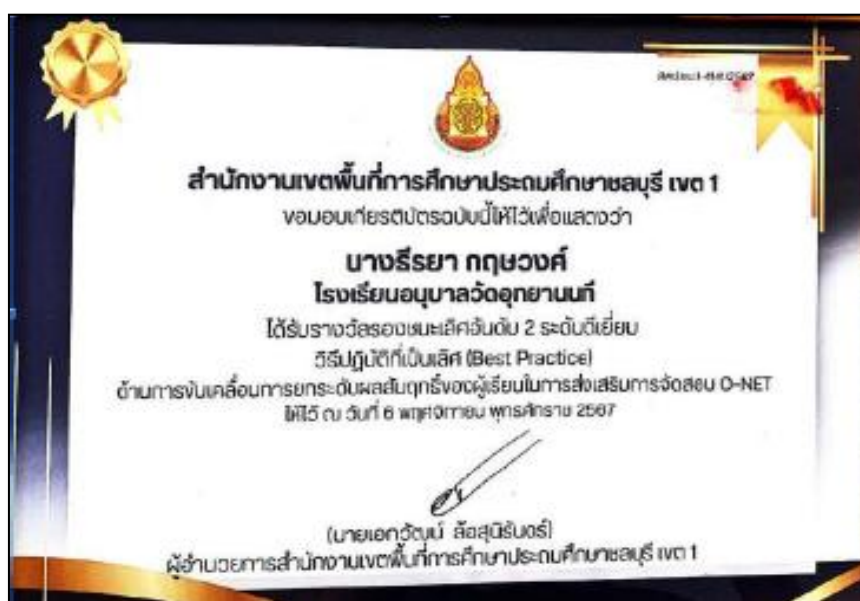 สำนักงานเขตพื้นที่การศึกษาประถมศึกษาชลบุรี เขต 1
ขอมอบเกียรติบัตรฉบับนี้ให้ไว้เพื่อแสดงว่า
นางธีรยา กฤษวงศ์
โรงเรียนอนุบาลวัดอุทยานนที
ได้รับรางวัลรองชนะเลิศอันดับ 2 ระดับดีเยี่ยม
วิธีปฏิบัติที่เป็นเลิศ (Best Practice)
ด้านการขับเคลื่อนการยกระดับผลสัมฤทธิ์ของผู้เรียนในการส่งเสริมการจัดสอบ O-NET
ให้ไว้ ณ วันที่ 6 พฤศจิกายน พุทธศักราช 2567
(นายเอกวัฒน์ ล้อสุนิรันดร์)
ผู้อำนวยการสำนักงานเขตพื้นที่การศึกษาประถมศึกษาชลบุรี เขต 1